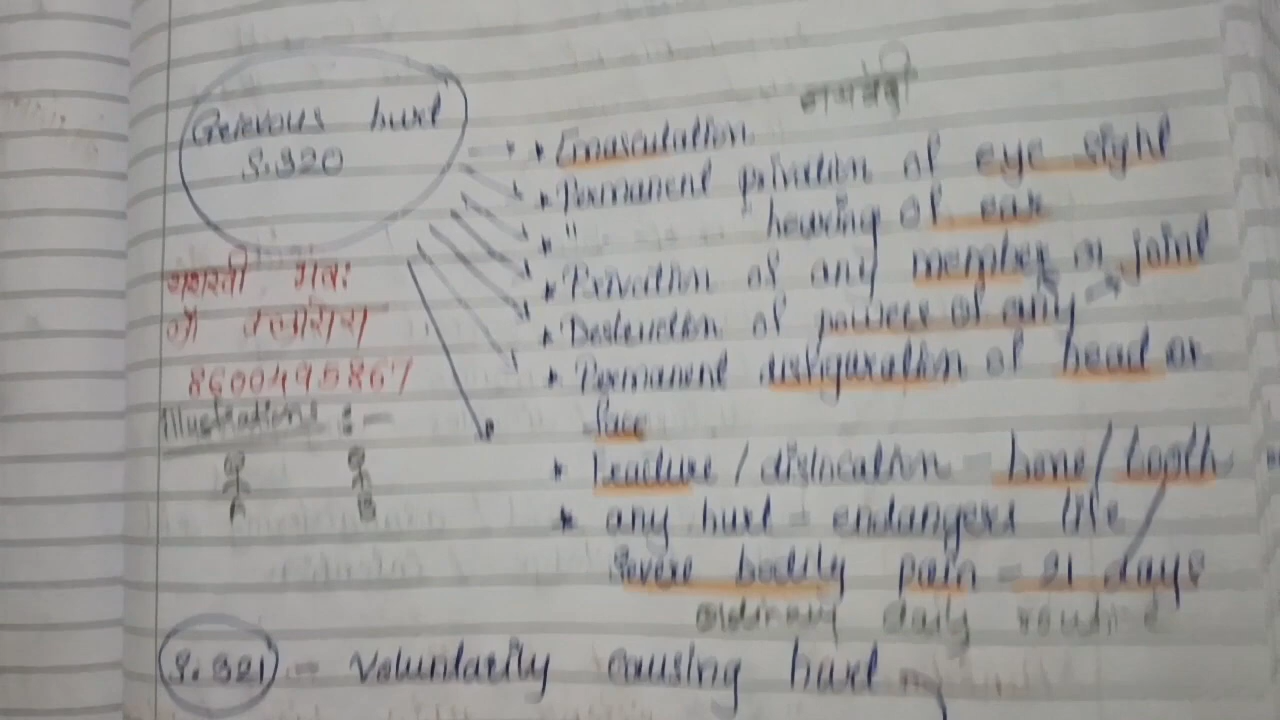 Grievous hurt
S.320
* Emasculation
* Permanent privation of eye sight
* " " hearing of ear
* Privation of any member or joint
* Destruction of powers of any
* Permanent disfiguration of head or
face
* Fracture / dislocation - bone / tooth
* any hurt - endangers life
Severe bodily pain - 21 days
ordinary daily routine
8600495867
Illustrations :-
S.321 - Voluntarily causing hurt